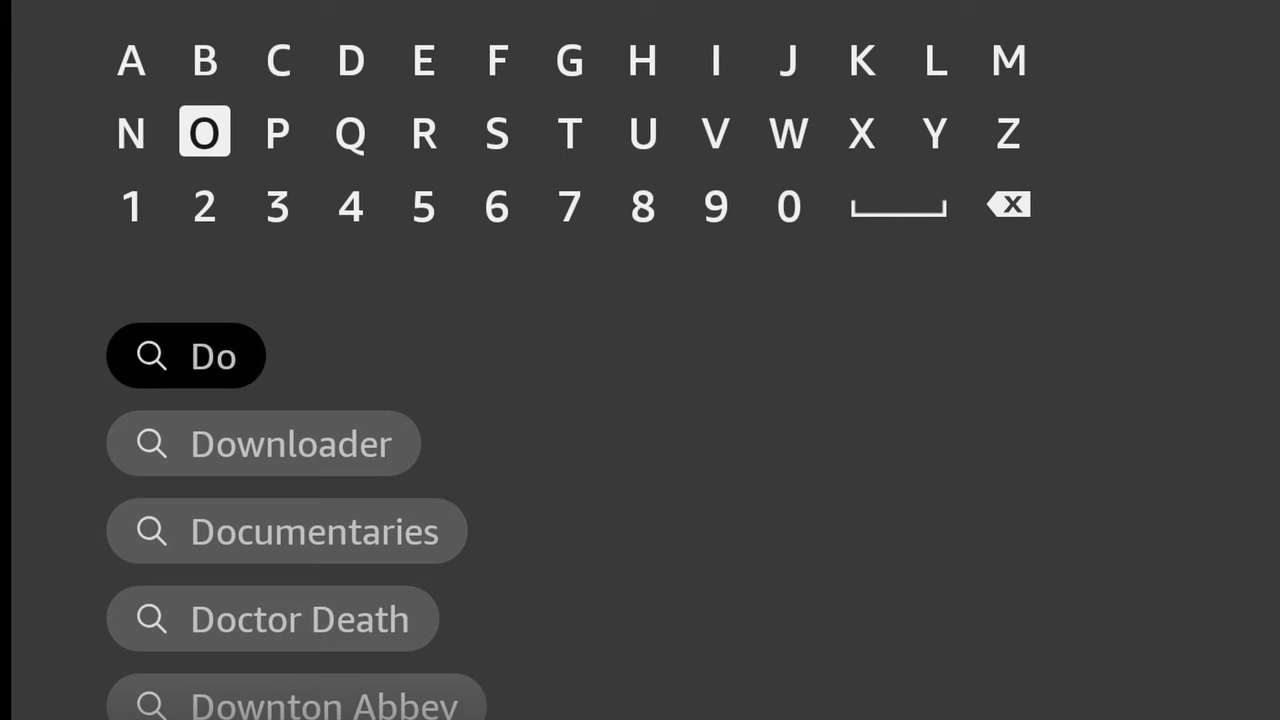 A B C D E F G H I J K L M
N O P Q R S T U V W X Y Z
1 2 3 4 5 6 7 8 9 0
Do
Downloader
Documentaries
Doctor Death
Downton Abbey